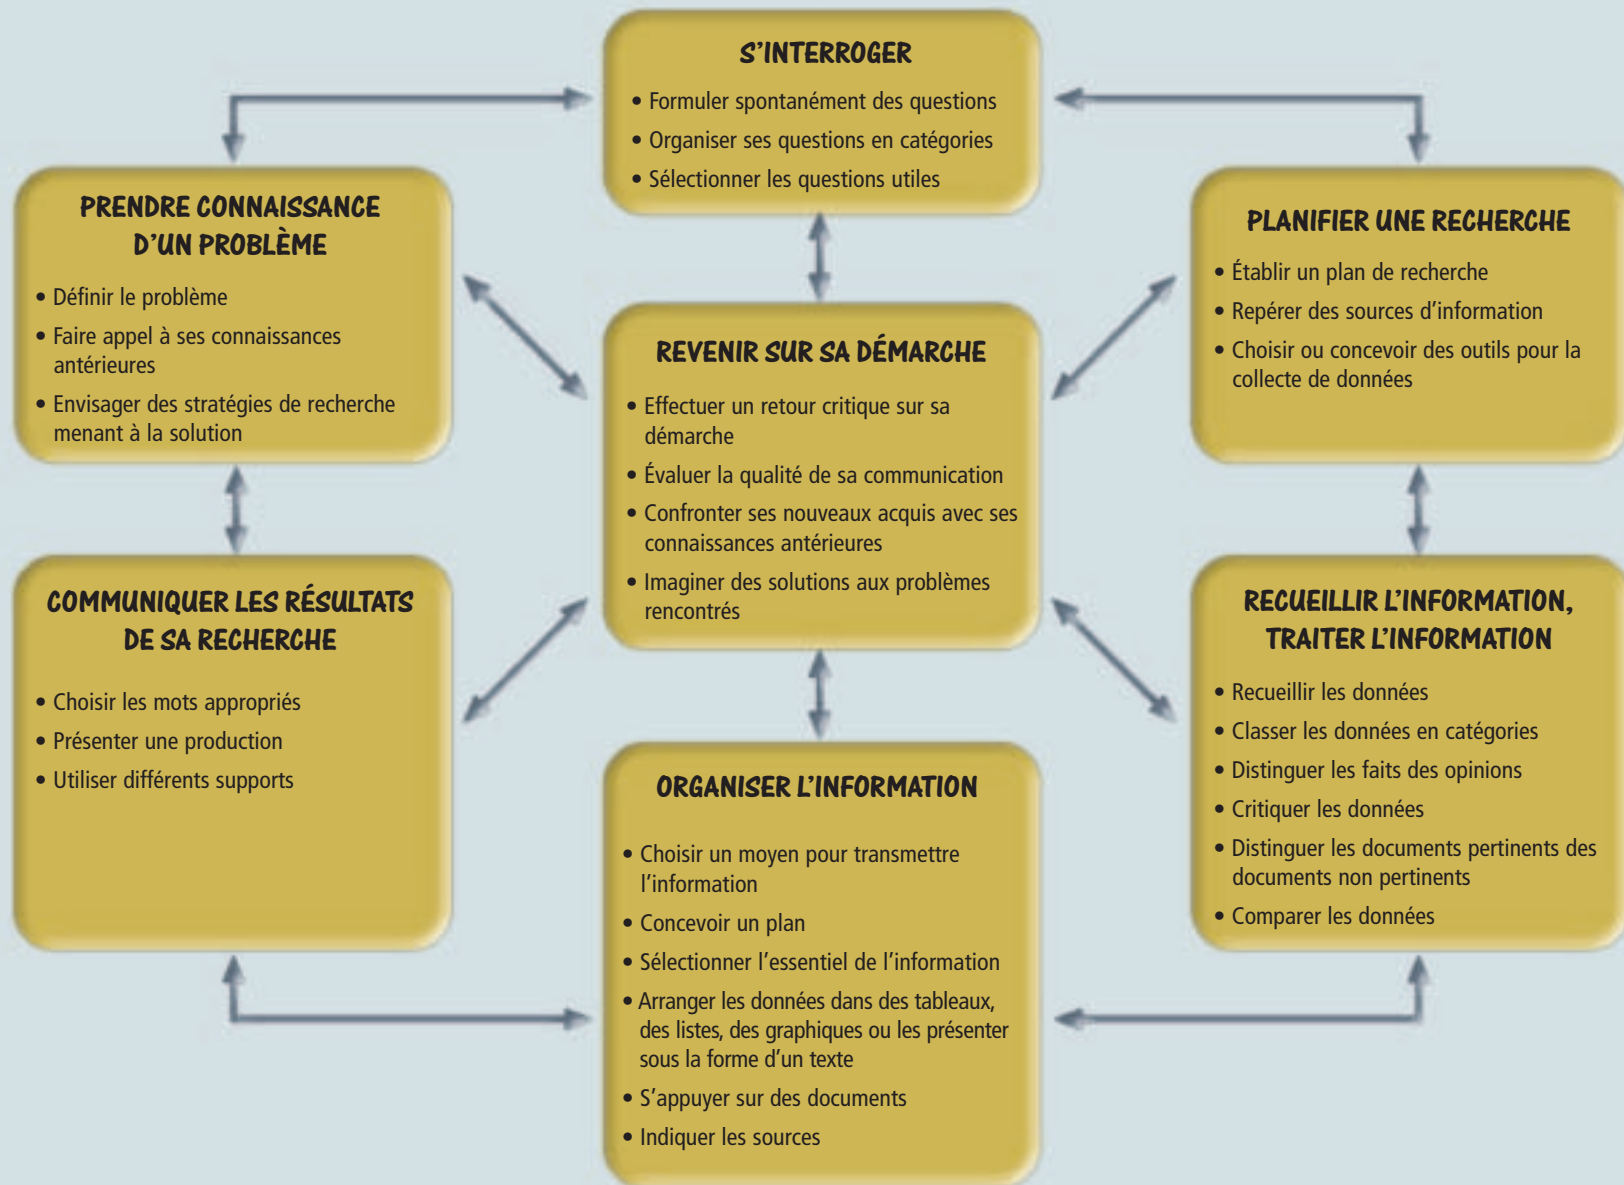 S'INTERROGER
• Formuler spontanément des questions
• Organiser ses questions en catégories
• Sélectionner les questions utiles
PRENDRE CONNAISSANCE
D'UN PROBLÈME
• Définir le problème
• Faire appel à ses connaissances
antérieures
• Envisager des stratégies de recherche
menant à la solution
PLANIFIER UNE RECHERCHE
• Établir un plan de recherche
• Repérer des sources d'information
• Choisir ou concevoir des outils pour la
collecte de données
REVENIR SUR SA DÉMARCHE
• Effectuer un retour critique sur sa
démarche
• Évaluer la qualité de sa communication
• Confronter ses nouveaux acquis avec ses
connaissances antérieures
• Imaginer des solutions aux problèmes
rencontrés
COMMUNIQUER LES RÉSULTATS
DE SA RECHERCHE
• Choisir les mots appropriés
• Présenter une production
• Utiliser différents supports
RECUEILLIR L'INFORMATION,
TRAITER L'INFORMATION
• Recueillir les données
• Classer les données en catégories
• Distinguer les faits des opinions
• Critiquer les données
• Distinguer les documents pertinents des
documents non pertinents
• Comparer les données
ORGANISER L'INFORMATION
• Choisir un moyen pour transmettre
l'information
• Concevoir un plan
• Sélectionner l'essentiel de l'information
• Arranger les données dans des tableaux,
des listes, des graphiques ou les présenter
sous la forme d'un texte
• S'appuyer sur des documents
• Indiquer les sources